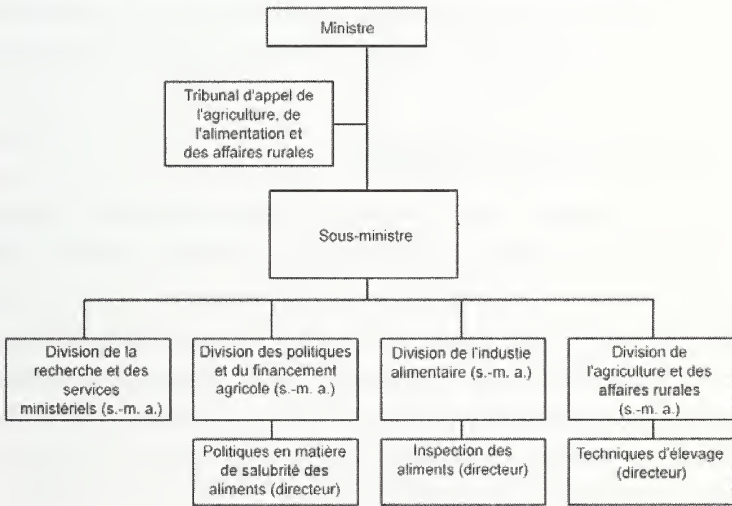 Ministre
Tribunal d'appel de
l'agriculture, de
l'alimentation et
des affaires rurales
Sous-ministre
Division de la
recherche et des
services
ministériels (s.-m. a.)
Division des politiques
et du financement
agricole (s.-m. a.)
Division de l'industie
alimentaire (s.-m. a.)
Division de
l'agriculture et des
affaires rurales
(s.-m. a.)
Politiques en matière
de salubrité des
aliments (directeur)
Inspection des
aliments (directeur)
Techniques d'élevage
(directeur)